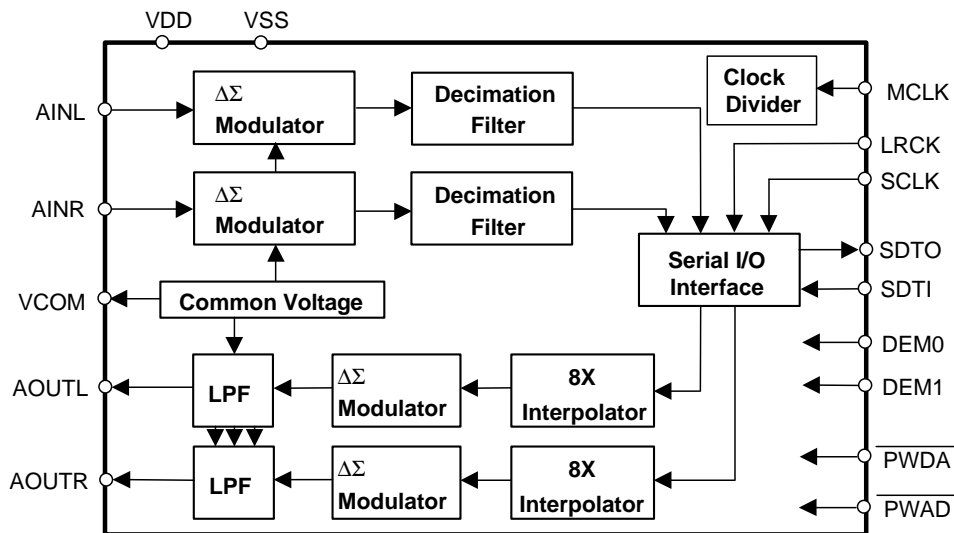 VDD VSS
AINL
ΔΣ
Modulator
Decimation
Filter
Clock
Divider
MCLK
LRCK
AINR
ΔΣ
Modulator
Decimation
Filter
SCLK
Serial I/O
Interface
SDTO
SDTI
VCOM
Common Voltage
DEM0
AOUTL
LPF
ΔΣ
Modulator
8X
Interpolator
DEM1
AOUTR
LPF
ΔΣ
Modulator
8X
Interpolator
PWDA
PWAD